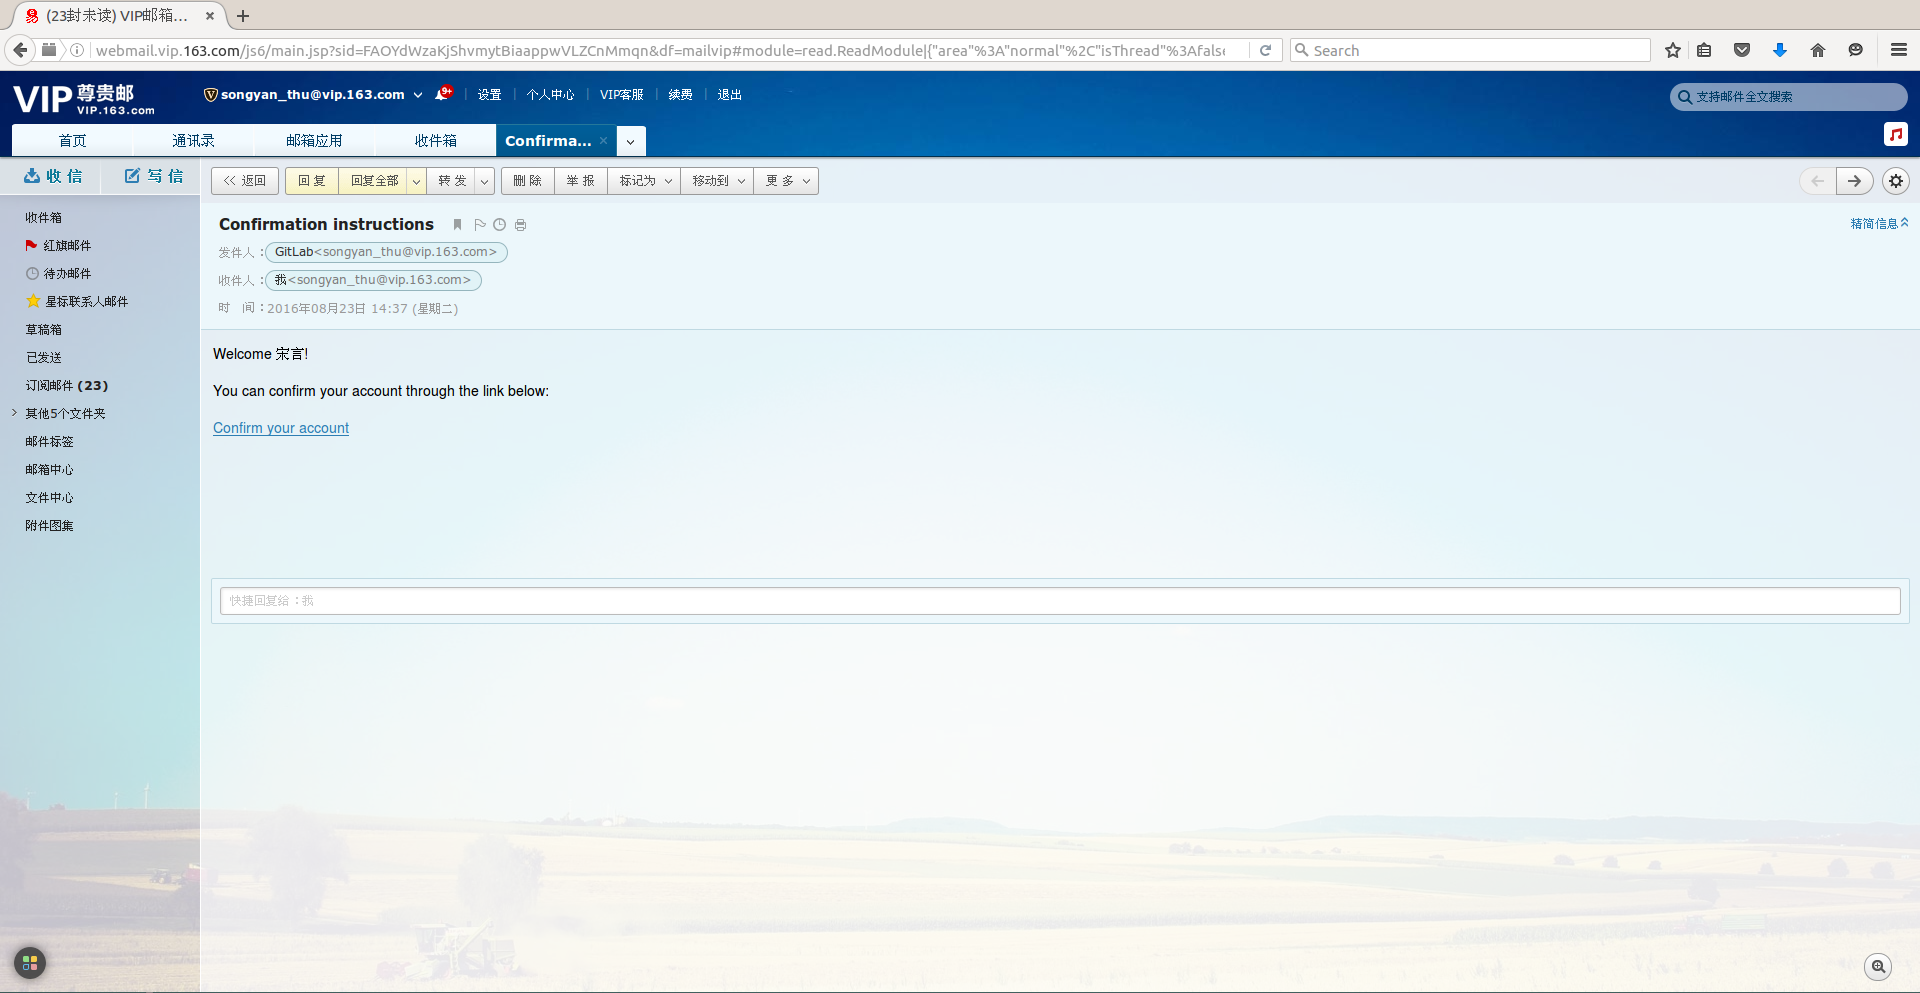 (23封未读) VIP邮箱...
webmail.vip.163.com/js6/main.jsp?sid=FAOYdWzaKjShvmytBiaappwVLZCnMmqn&df=mailvip#module=read.ReadModule|{"area"%3A"normal"%2C"isThread"%3Afalse
Search
VIP 尊贵邮
VIP.163.com
songyan_thu@vip.163.com
9+
设置
个人中心
VIP客服
续费
退出
支持邮件全文搜索
首页
通讯录
邮箱应用
收件箱
Confirma...
收 信
写 信
<< 返回
回 复
回复全部
转 发
删 除
举 报
标记为
移动到
更 多
收件箱
红旗邮件
待办邮件
星标联系人邮件
草稿箱
已发送
订阅邮件 (23)
其他5个文件夹
邮件标签
邮箱中心
文件中心
附件图集
Confirmation instructions
精简信息
发件人：GitLab<songyan_thu@vip.163.com>
收件人：我<songyan_thu@vip.163.com>
时 间：2016年08月23日 14:37 (星期二)
Welcome 宋言!
You can confirm your account through the link below:
Confirm your account
快捷回复给：我